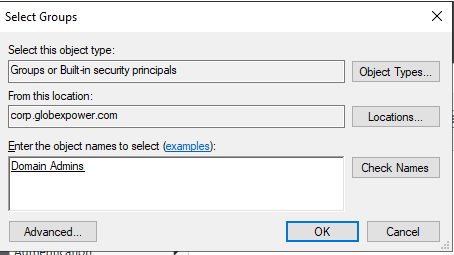 Select Groups
Select this object type:
Groups or Built-in security principals
Object Types...
From this location:
corp.globexpower.com
Locations...
Enter the object names to select (examples):
Domain Admins
Check Names
Advanced...
OK
Cancel